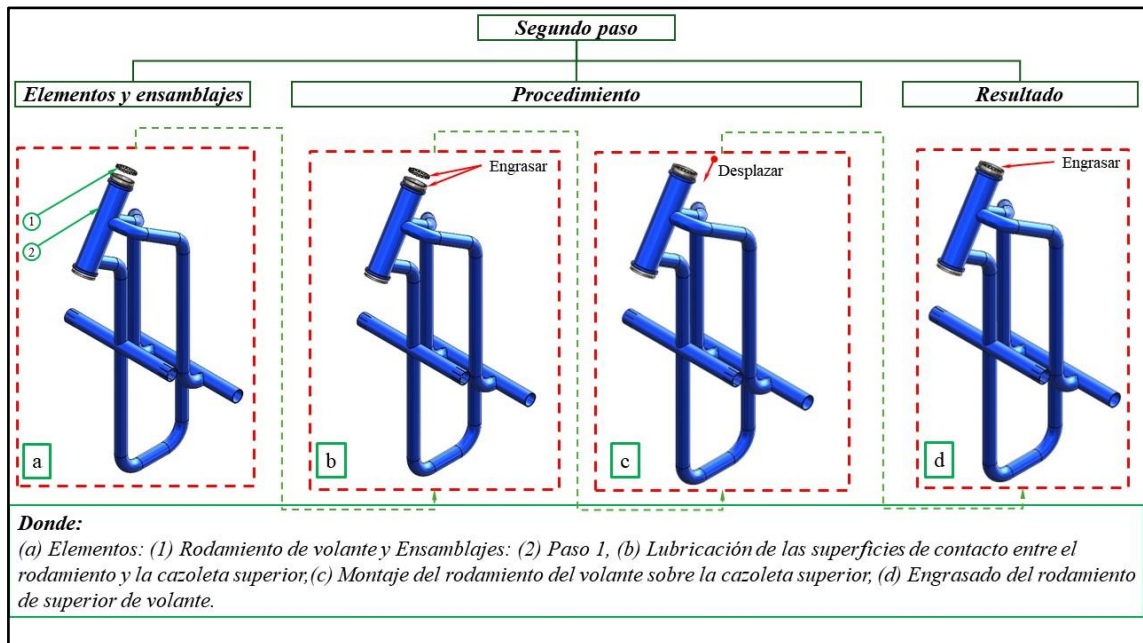 Segundo paso
Elementos y ensamblajes
Procedimiento
Resultado
1
2
Engrasar
Desplazar
Engrasar
a
b
c
d
Donde:
(a) Elementos: (1) Rodamiento de volante y Ensamblajes: (2) Paso 1, (b) Lubricación de las superficies de contacto entre el
rodamiento y la cazoleta superior,(c) Montaje del rodamiento del volante sobre la cazoleta superior, (d) Engrasado del rodamiento
de superior de volante.